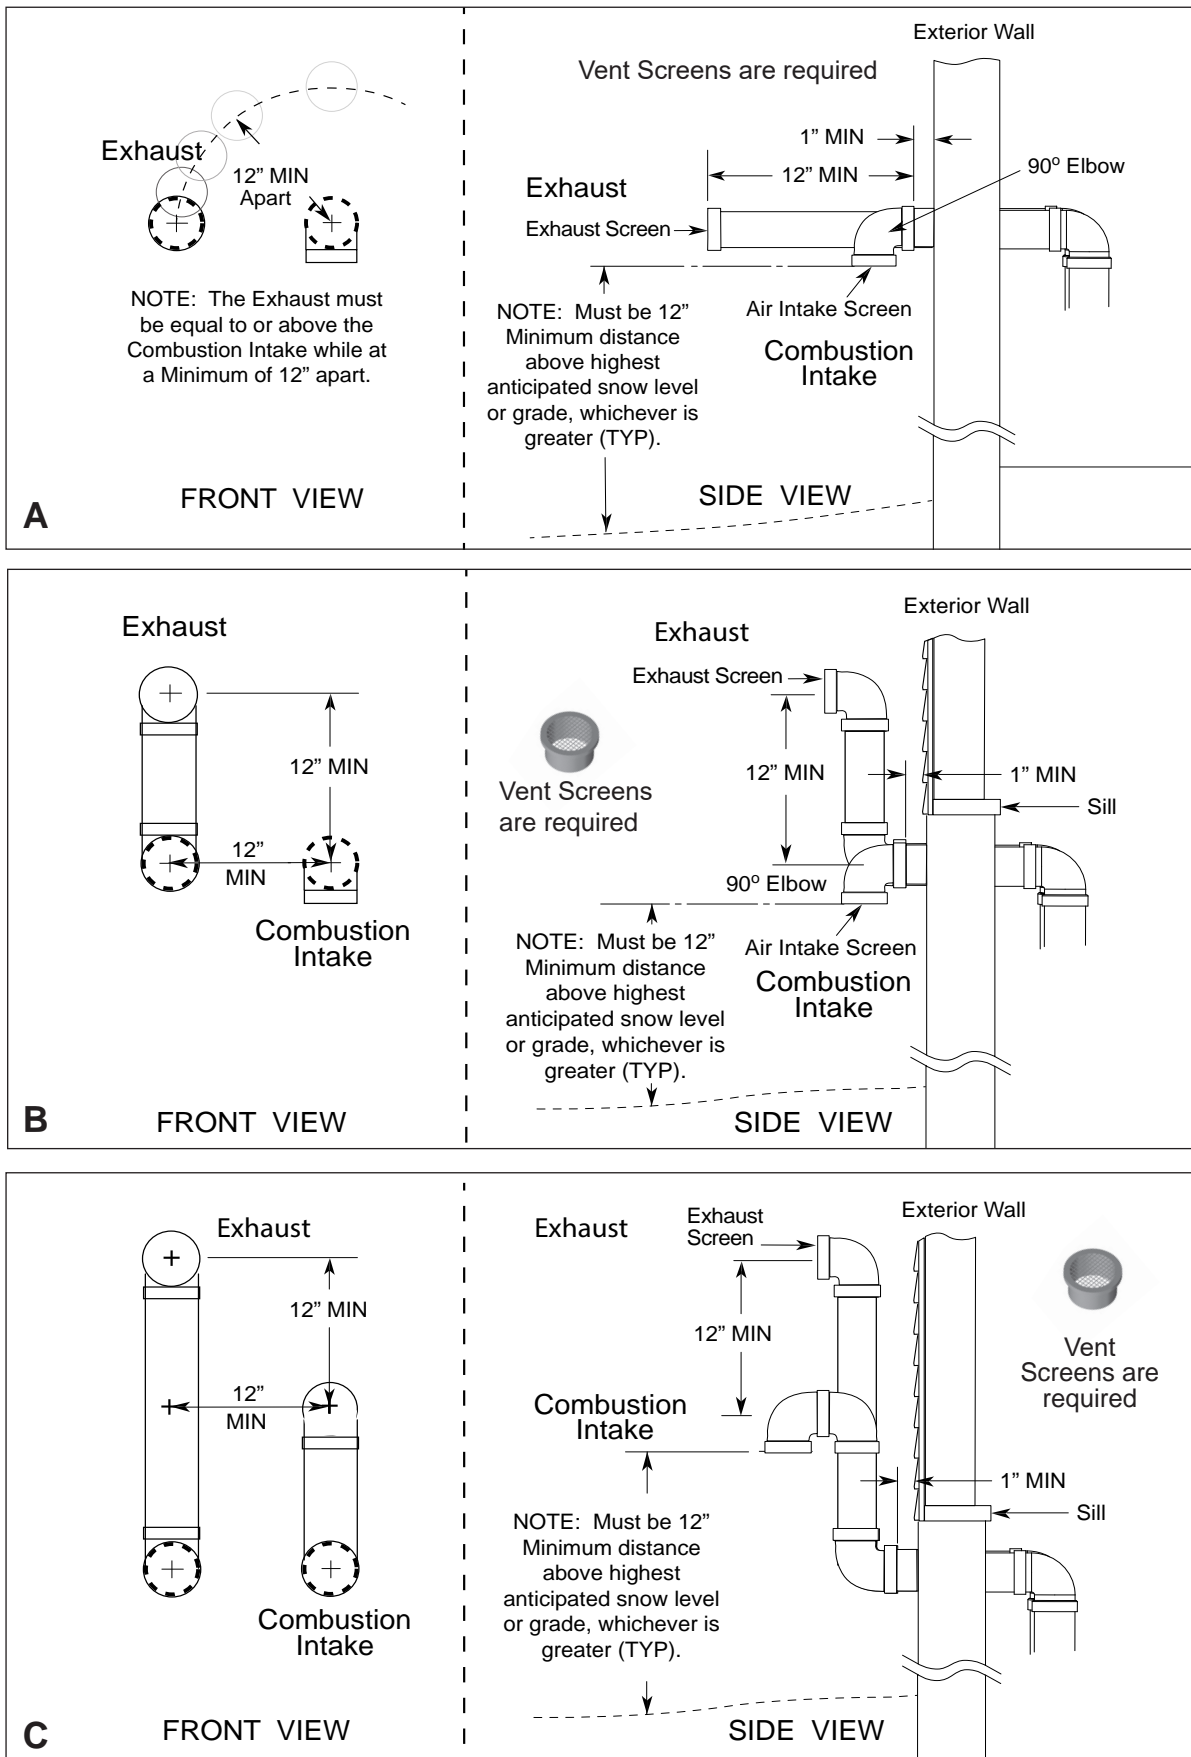 Exhaust
12” MIN
Apart
NOTE: The Exhaust must
be equal to or above the
Combustion Intake while at
a Minimum of 12” apart.
FRONT VIEW
A
Exterior Wall
Vent Screens are required
1” MIN
90º Elbow
12” MIN
Exhaust
Exhaust Screen
Air Intake Screen
Combustion
Intake
NOTE: Must be 12”
Minimum distance
above highest
anticipated snow level
or grade, whichever is
greater (TYP).
SIDE VIEW
Exhaust
12” MIN
12”
MIN
Combustion
Intake
FRONT VIEW
B
Exterior Wall
Exhaust
Exhaust Screen
Vent Screens
are required
12” MIN
1” MIN
Sill
90º Elbow
Air Intake Screen
Combustion
Intake
NOTE: Must be 12”
Minimum distance
above highest
anticipated snow level
or grade, whichever is
greater (TYP).
SIDE VIEW
Exhaust
12” MIN
12”
MIN
Combustion
Intake
FRONT VIEW
C
Exhaust
Exhaust
Screen
Exterior Wall
12” MIN
Vent
Screens are
required
Combustion
Intake
1” MIN
Sill
NOTE: Must be 12”
Minimum distance
above highest
anticipated snow level
or grade, whichever is
greater (TYP).
SIDE VIEW